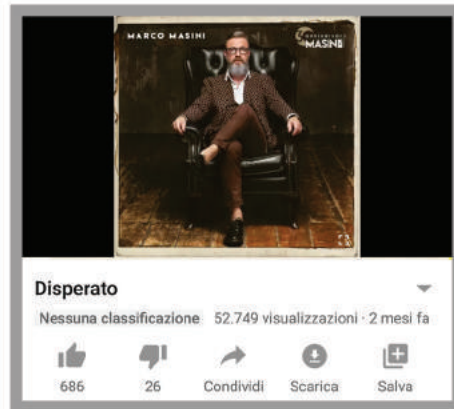 MARCO MASINI
MASINI
Disperato
Nessuna classificazione 52.749 visualizzazioni · 2 mesi fa
686 26 Condividi Scarica Salva